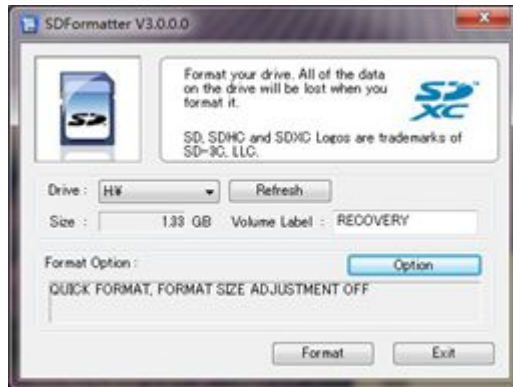 SDFormatter V3.0.0.0
Format your drive. All of the data
on the drive will be lost when you
format it.
SD
XC
SD, SDHC and SDXC Logos are trademarks of
SD-3C, LLC.
SD
Drive : H¥ Refresh
Size : 1.33 GB Volume Label : RECOVERY
Format Option :
Option
QUICK FORMAT, FORMAT SIZE ADJUSTMENT OFF
Format Exit